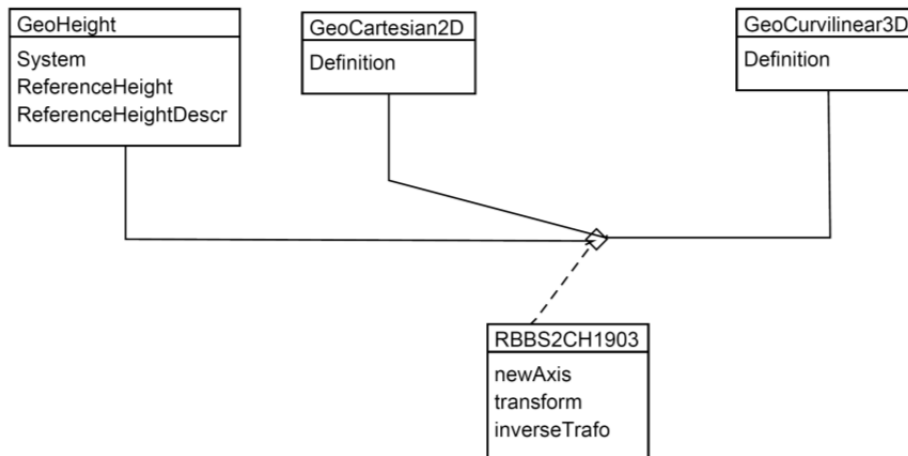 GeoHeight
System
ReferenceHeight
ReferenceHeightDescr
GeoCartesian2D
Definition
GeoCurvilinear3D
Definition
RBBS2CH1903
newAxis
transform
inverseTrafo